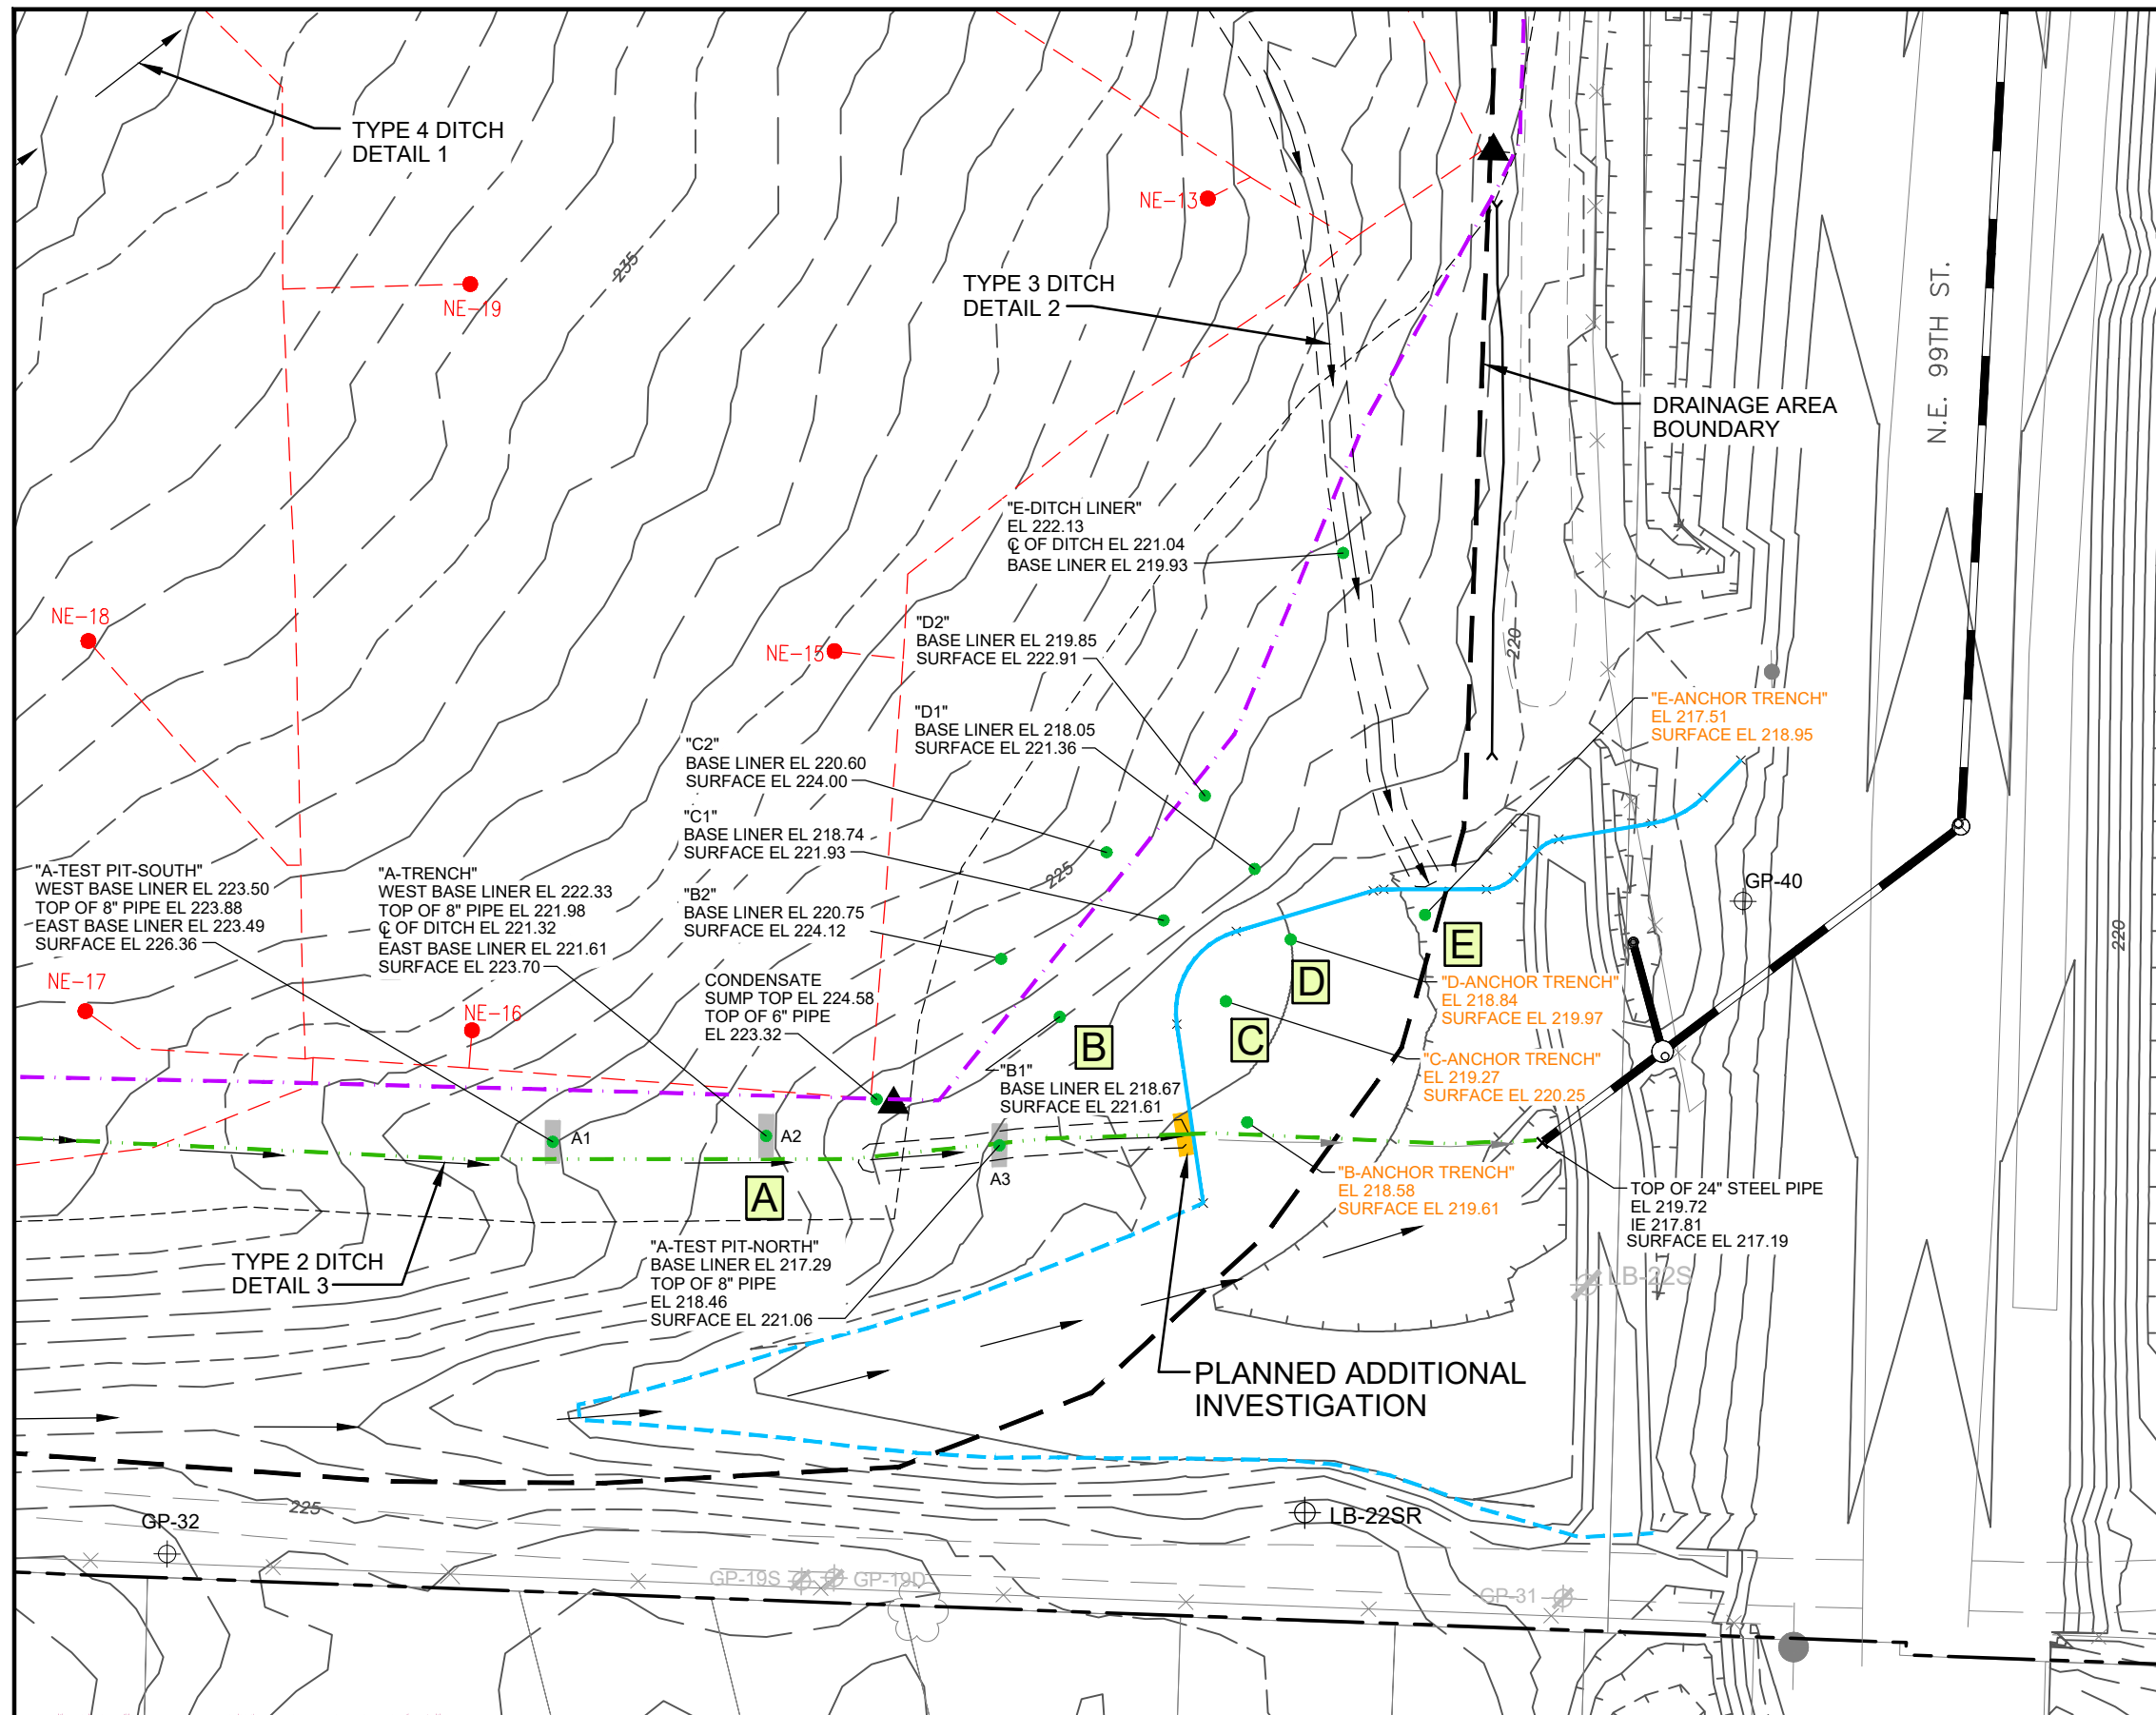 TYPE 4 DITCH
DETAIL 1
235
NE-13
NE-19
TYPE 3 DITCH
DETAIL 2
N.E. 99TH ST.
DRAINAGE AREA
BOUNDARY
"E-DITCH LINER"
EL 222.13
℄ OF DITCH EL 221.04
BASE LINER EL 219.93
NE-18
NE-15
"D2"
BASE LINER EL 219.85
SURFACE EL 222.91
220
"E-ANCHOR TRENCH"
EL 217.51
SURFACE EL 218.95
"D1"
BASE LINER EL 218.05
SURFACE EL 221.36
"C2"
BASE LINER EL 220.60
SURFACE EL 224.00
"C1"
BASE LINER EL 218.74
SURFACE EL 221.93
225
"A-TEST PIT-SOUTH"
WEST BASE LINER EL 223.50
TOP OF 8" PIPE EL 223.88
EAST BASE LINER EL 223.49
SURFACE EL 226.36
"A-TRENCH"
WEST BASE LINER EL 222.33
TOP OF 8" PIPE EL 221.98
℄ OF DITCH EL 221.32
EAST BASE LINER EL 221.61
SURFACE EL 223.70
"B2"
BASE LINER EL 220.75
SURFACE EL 224.12
GP-40
220
E
D
NE-17
NE-16
CONDENSATE
SUMP TOP EL 224.58
TOP OF 6" PIPE
EL 223.32
"D-ANCHOR TRENCH"
EL 218.84
SURFACE EL 219.97
B
C
"C-ANCHOR TRENCH"
EL 219.27
SURFACE EL 220.25
"B1"
BASE LINER EL 218.67
SURFACE EL 221.61
A1
A2
A3
A
"B-ANCHOR TRENCH"
EL 218.58
SURFACE EL 219.61
TOP OF 24" STEEL PIPE
EL 219.72
IE 217.81
SURFACE EL 217.19
TYPE 2 DITCH
DETAIL 3
"A-TEST PIT-NORTH"
BASE LINER EL 217.29
TOP OF 8" PIPE
EL 218.46
SURFACE EL 221.06
LB-22S
PLANNED ADDITIONAL
INVESTIGATION
225
GP-32
LB-22SR
GP-19S
GP-19D
GP-31